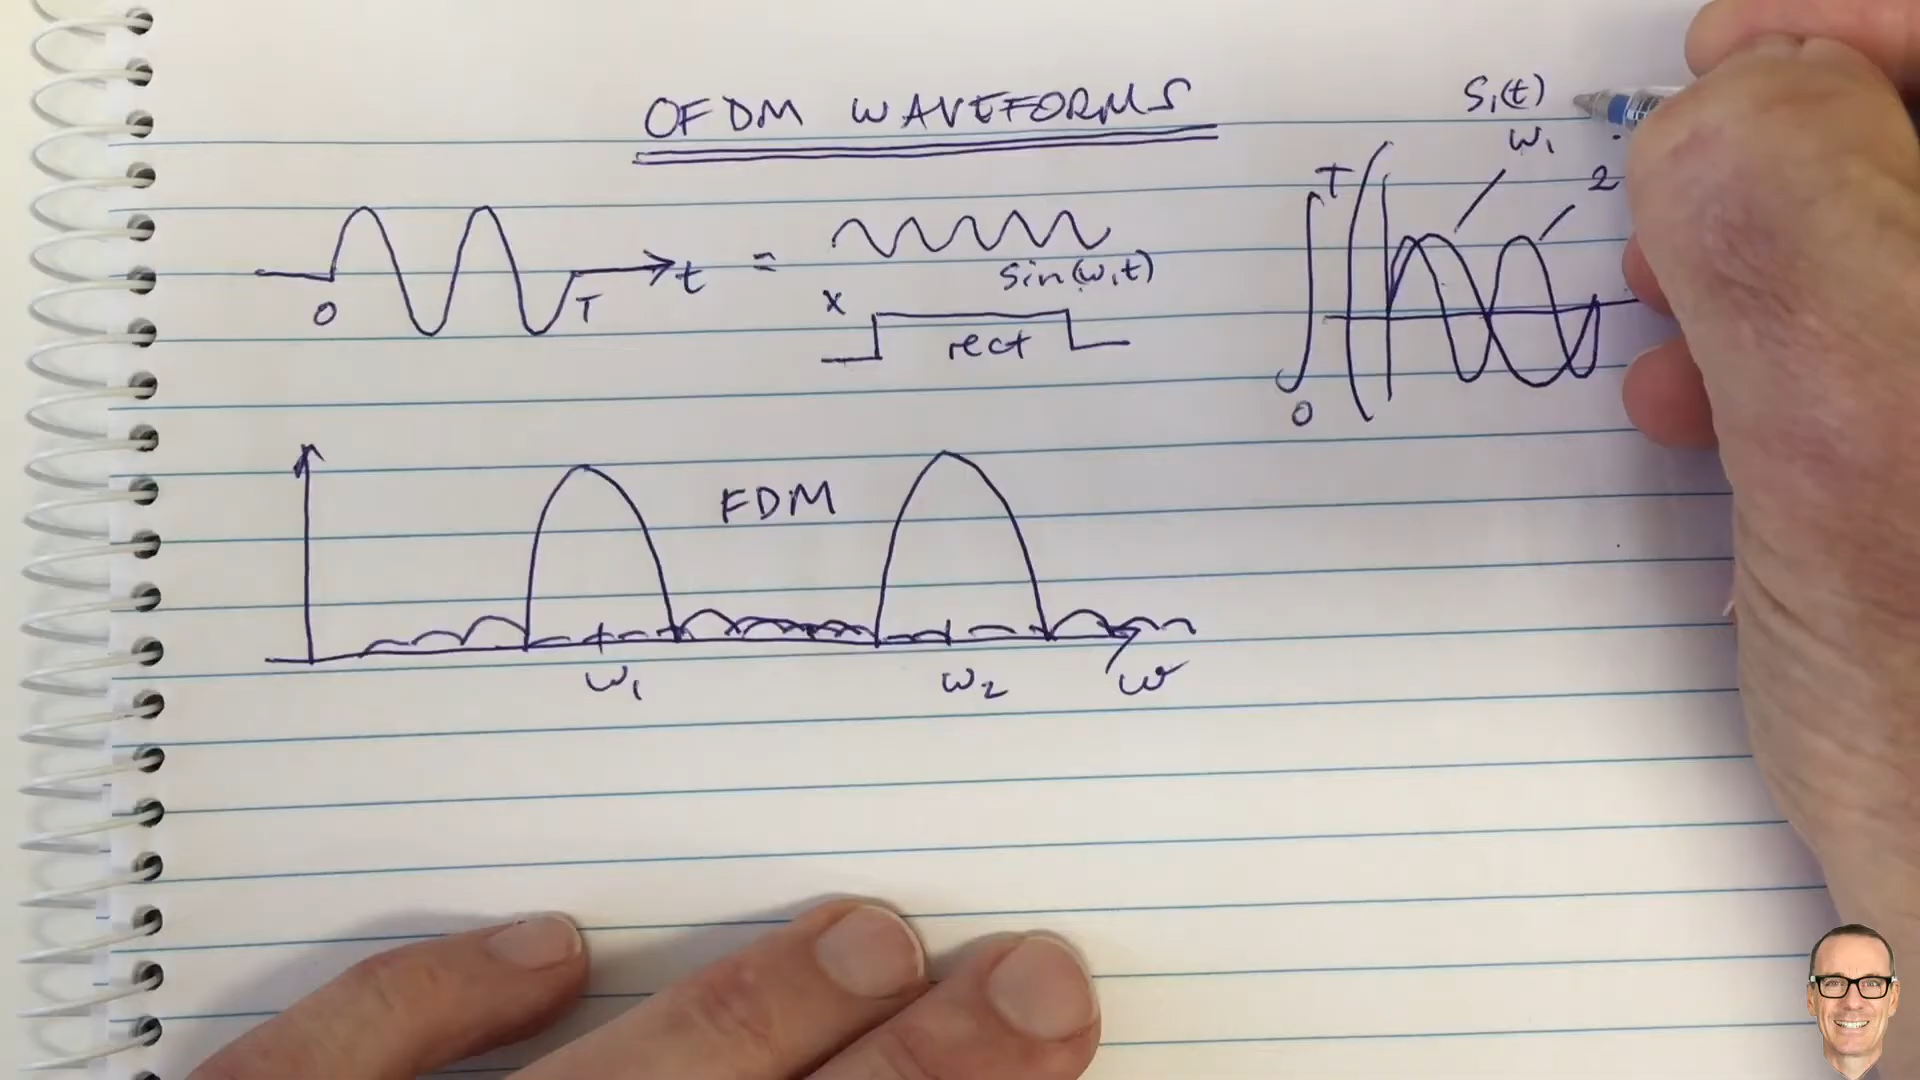 OFDM WAVEFORMS
S₁(t)
ω₁
T
2
0 T t = sin(ω₁t)
x rect
0
FDM
ω₁ ω₂ ω